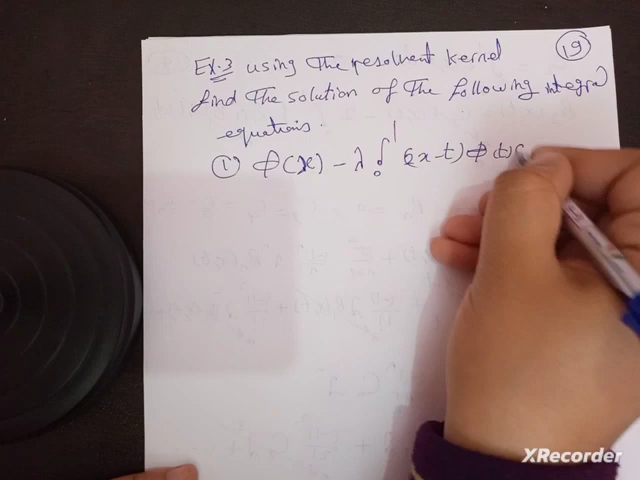 19
Ex.3 using The resolvent kernel
find The solution of The following integral
equations.
① ϕ(x) - λ ∫₀¹ (2x-t) ϕ(t)
XRecorder